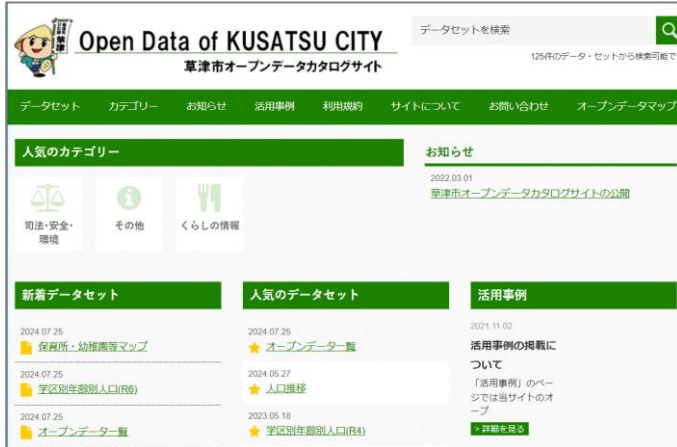 Open Data of KUSATSU CITY
草津市オープンデータカタログサイト
データセットを検索
125件のデータ・セットから検索可能で
データセット カテゴリー お知らせ 活用事例 利用規約 サイトについて お問い合わせ オープンデータマップ
人気のカテゴリー
司法・安全・
環境
その他
くらしの情報
お知らせ
2022.03.01
草津市オープンデータカタログサイトの公開
新着データセット
2024.07.25
保育所・幼稚園等マップ
2024.07.25
学区別年齢別人口(R6)
2024.07.25
オープンデータ一覧
人気のデータセット
2024.07.25
オープンデータ一覧
2024.05.27
人口推移
2023.05.18
学区別年齢別人口(R4)
活用事例
2021.11.02
活用事例の掲載に
ついて
「活用事例」のペー
ジでは当サイトのオ
ープ
>詳細を見る